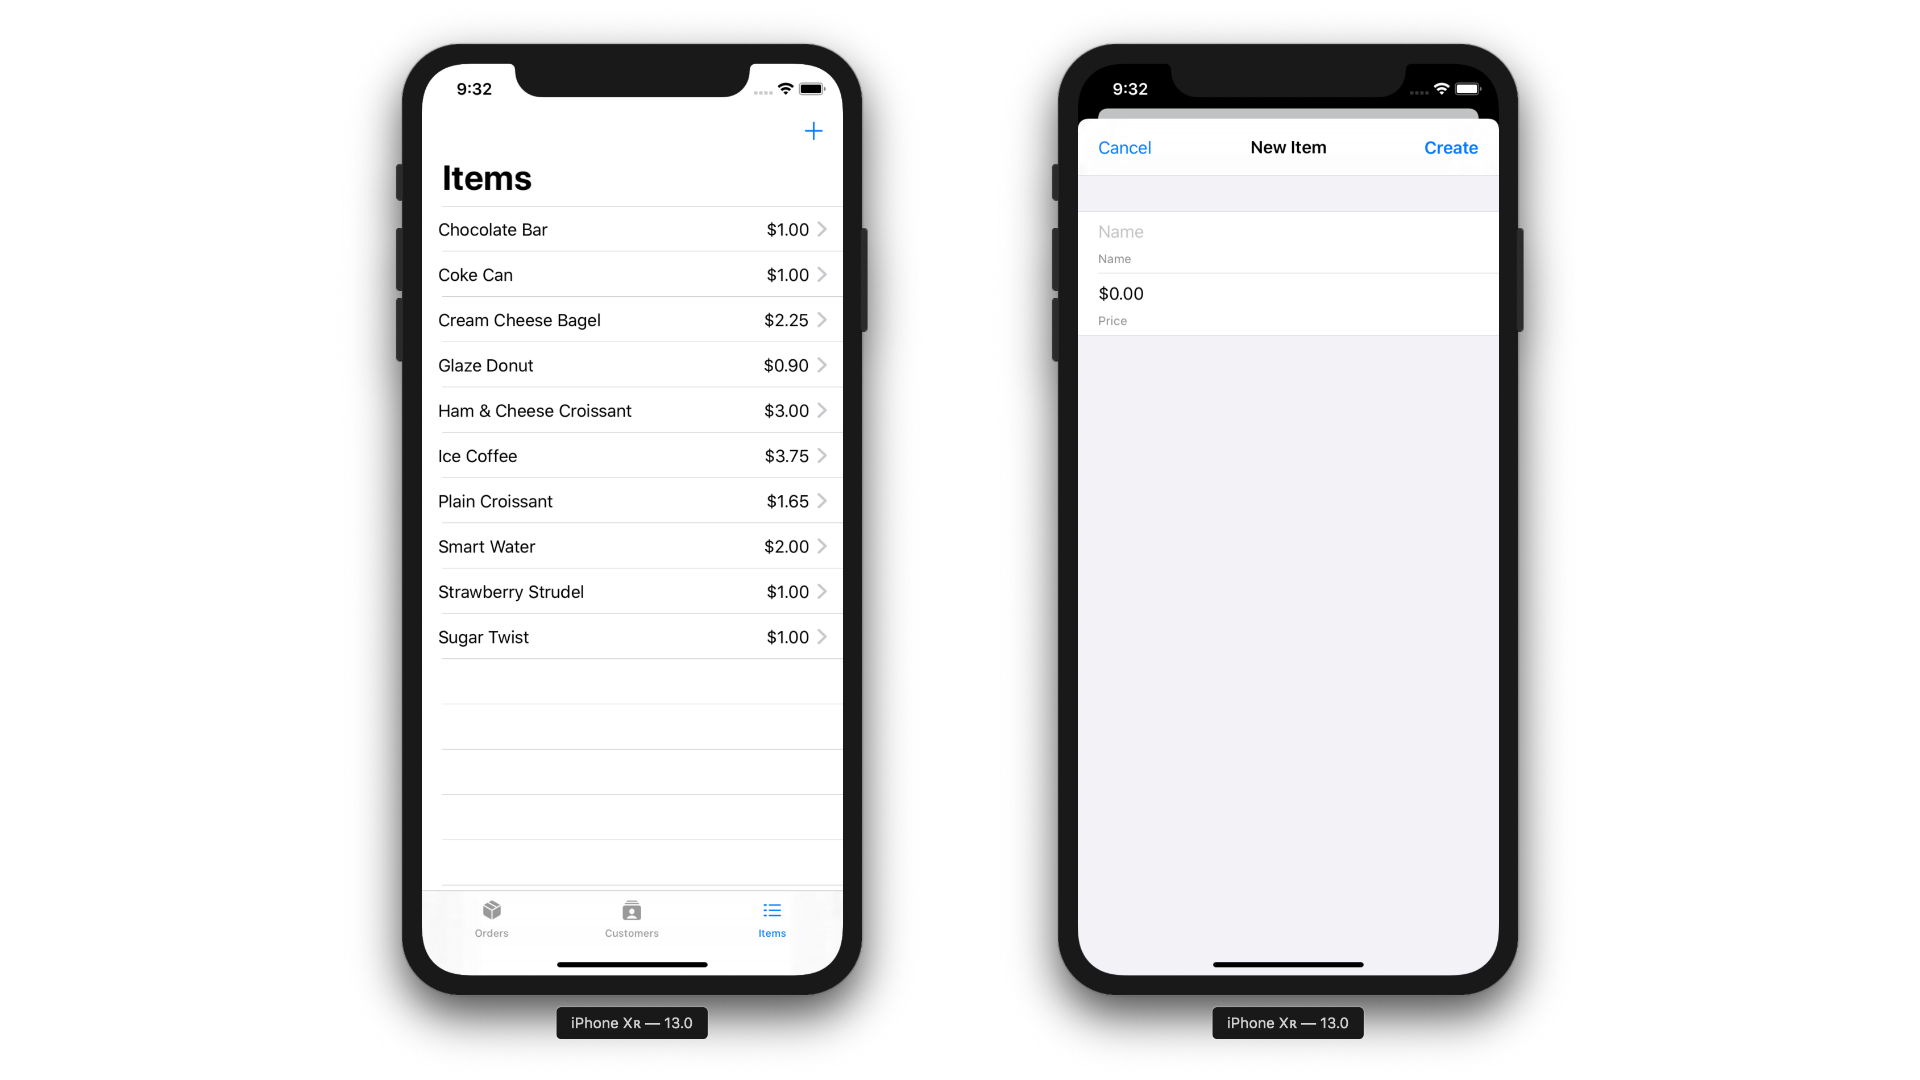 9:32
Items
Chocolate Bar $1.00
Coke Can $1.00
Cream Cheese Bagel $2.25
Glaze Donut $0.90
Ham & Cheese Croissant $3.00
Ice Coffee $3.75
Plain Croissant $1.65
Smart Water $2.00
Strawberry Strudel $1.00
Sugar Twist $1.00
Orders Customers Items
iPhone Xʀ — 13.0
9:32
Cancel New Item Create
Name
Name
$0.00
Price
iPhone Xʀ — 13.0